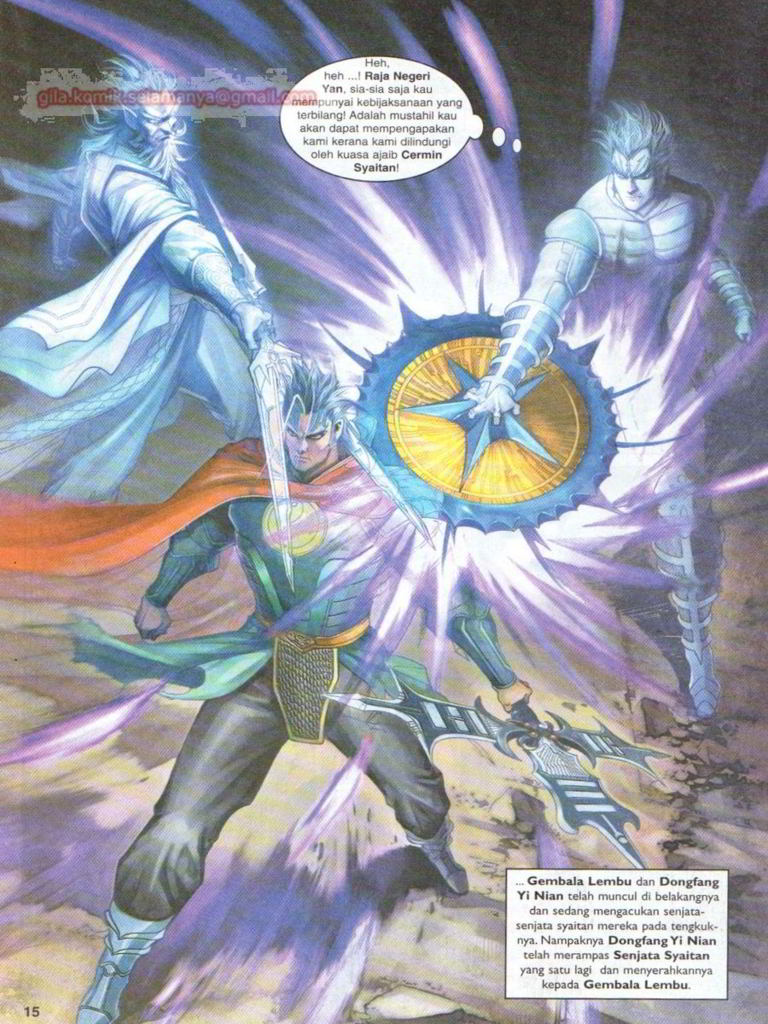 Heh,
heh ...! Raja Negeri
Yan, sia-sia saja kau
mempunyai kebijaksanaan yang
terbilang! Adalah mustahil kau
akan dapat mempengapakan
kami kerana kami dilindungi
oleh kuasa ajaib Cermin
Syaitan!
gila.komik.selamanya@gmail.com
... Gembala Lembu dan Dongfang
Yi Nian telah muncul di belakangnya
dan sedang mengacukan senjata-
senjata syaitan mereka pada tengkuk-
nya. Nampaknya Dongfang Yi Nian
telah merampas Senjata Syaitan
yang satu lagi dan menyerahkannya
kepada Gembala Lembu.
15